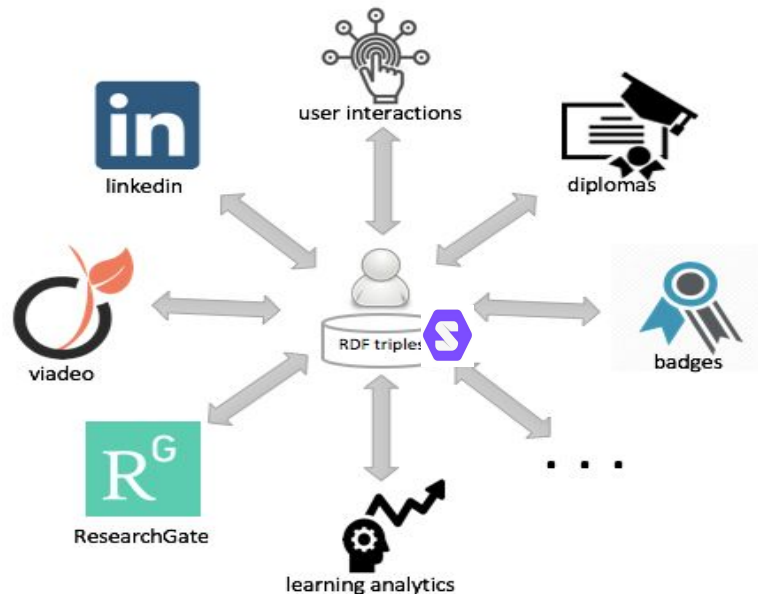 user interactions
in
linkedin
diplomas
RDF triples
S
viadeo
badges
R G
ResearchGate
. . .
learning analytics